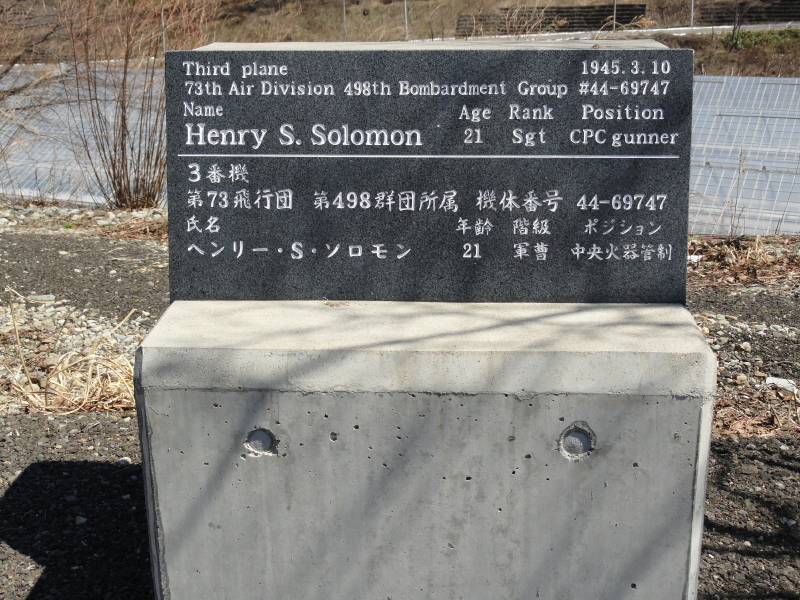 Third plane 1945.3.10
73th Air Division 498th Bombardment Group #44-69747
Name Age Rank Position
Henry S. Solomon 21 Sgt CPC gunner
3番機
第73飛行団 第498群団所属 機体番号 44-69747
氏名 年齢 階級 ポジション
ヘンリー・S・ソロモン 21 軍曹 中央火器管制